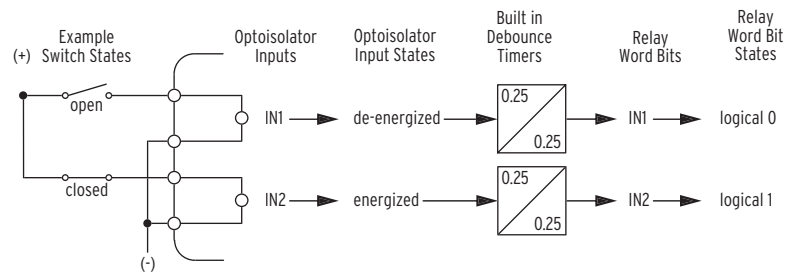 Example
Switch States
(+)
Optoisolator
Inputs
Optoisolator
Input States
Built in
Debounce
Timers
Relay
Word Bits
Relay
Word Bit
States
open
IN1
de-energized
0.25
0.25
IN1
logical 0
closed
IN2
energized
0.25
0.25
IN2
logical 1
(-)